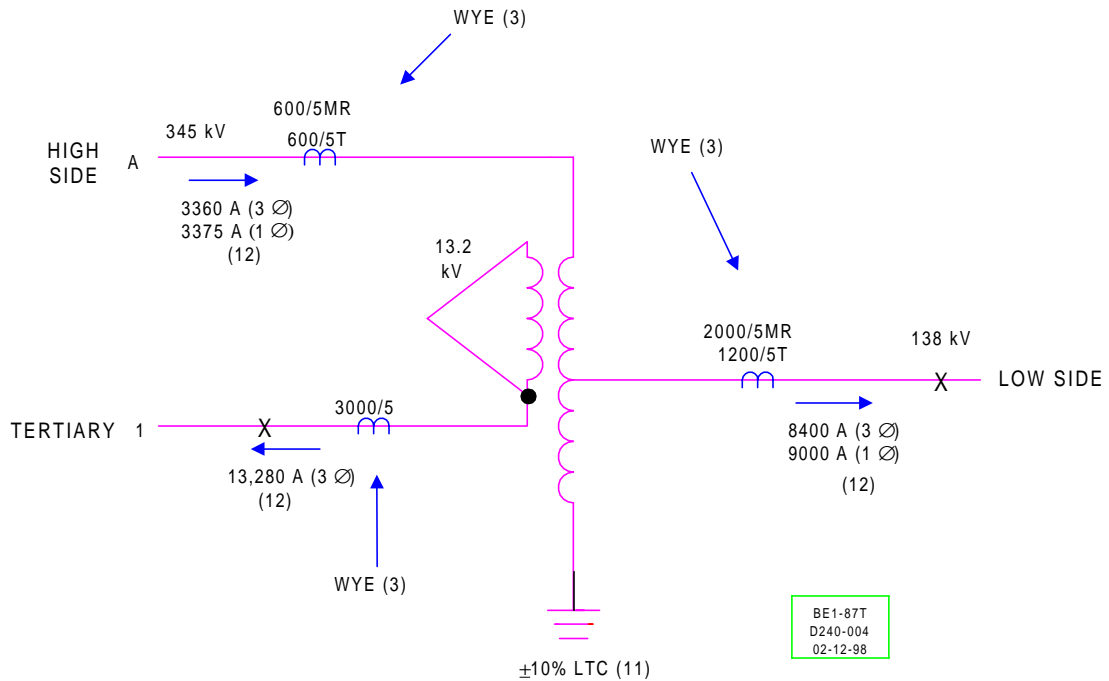 WYE (3)
600/5MR
600/5T
345 kV
HIGH
SIDE
A
3360 A (3 ∅)
3375 A (1 ∅)
(12)
WYE (3)
13.2
kV
2000/5MR
1200/5T
138 kV
LOW SIDE
X
8400 A (3 ∅)
9000 A (1 ∅)
(12)
3000/5
TERTIARY 1
X
13,280 A (3 ∅)
(12)
WYE (3)
BE1-87T
D240-004
02-12-98
±10% LTC (11)